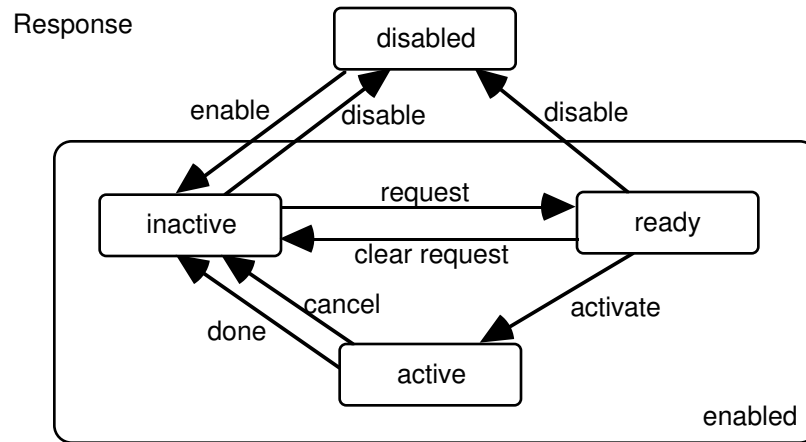 Response
disabled
enable
disable
disable
request
inactive
ready
clear request
cancel
activate
done
active
enabled